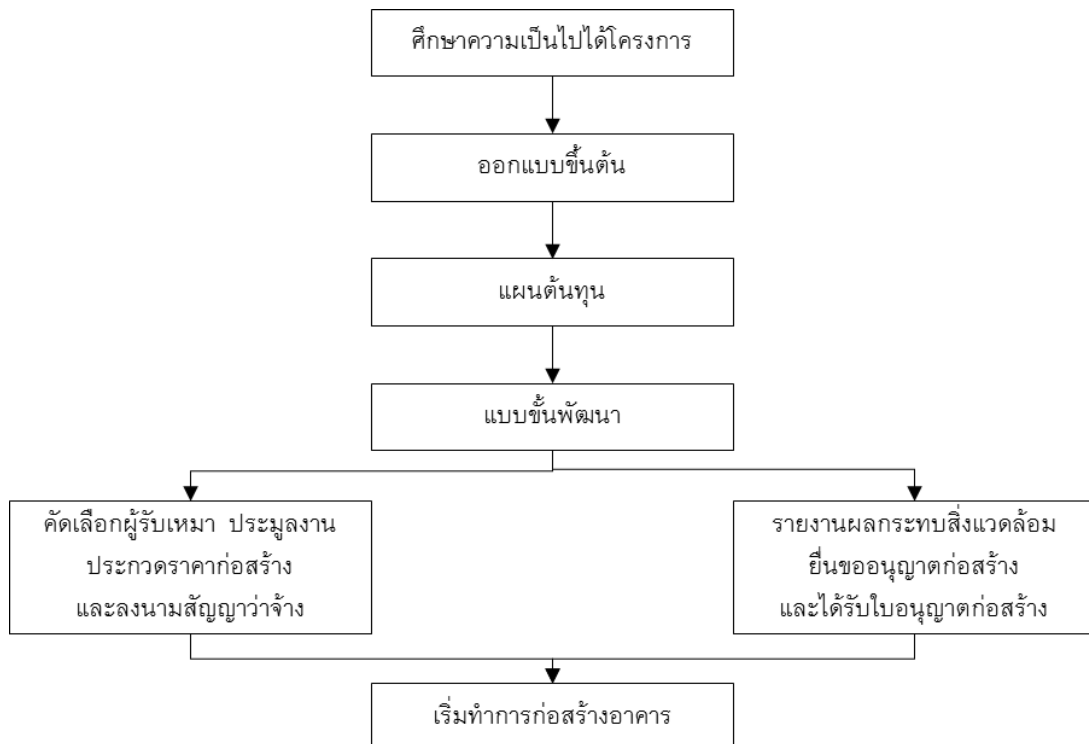 ศึกษาความเป็นไปได้โครงการ
ออกแบบขึ้นต้น
แผนต้นทุน
แบบขั้นพัฒนา
คัดเลือกผู้รับเหมา ประมูลงาน
ประกวดราคาก่อสร้าง
และลงนามสัญญาว่าจ้าง
รายงานผลกระทบสิ่งแวดล้อม
ยื่นขออนุญาตก่อสร้าง
และได้รับใบอนุญาตก่อสร้าง
เริ่มทำการก่อสร้างอาคาร